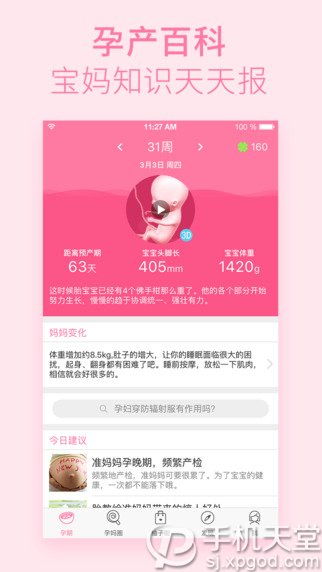 孕产百科
宝妈知识天天报
11:27 AM
100 %
31周
160
3月3日 周四
3D
距离预产期
宝宝头脚长
宝宝体重
63天
405mm
1420g
这时候胎宝宝已经有4个佛手柑那么重了。他的各个部分开始
努力生长，慢慢的趋于协调统一、强壮有力。
妈妈变化
体重增加约8.5kg,肚子的增大，让你的睡眠面临很大的困
扰，起身、翻身都有困难了吧。睡前按摩，放松一下肌肉，
相信就会好很多的。
孕妇穿防辐射服有作用吗?
今日建议
HAPPY
NEW
准妈妈孕晚期，频繁产检
频繁地产检，准妈妈可要很累了。为了宝宝的健
康，一次都不能落下哦。
孕期
孕妈圈
手机天堂
sj.xpgod.com